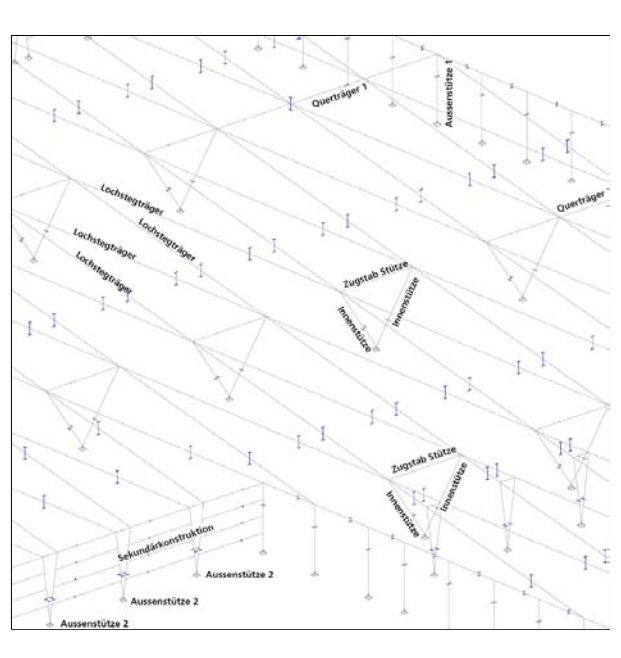 Querträger 1
Aussenstütze 1
Querträger
Lochstegträger
Lochstegträger
Lochstegträger
Lochstegträger
Zugstab Stütze
Innenstütze
Innenstütze
Zugstab Stütze
Innenstütze
Innenstütze
Sekundärkonstruktion
Aussenstütze 2
Aussenstütze 2
Aussenstütze 2